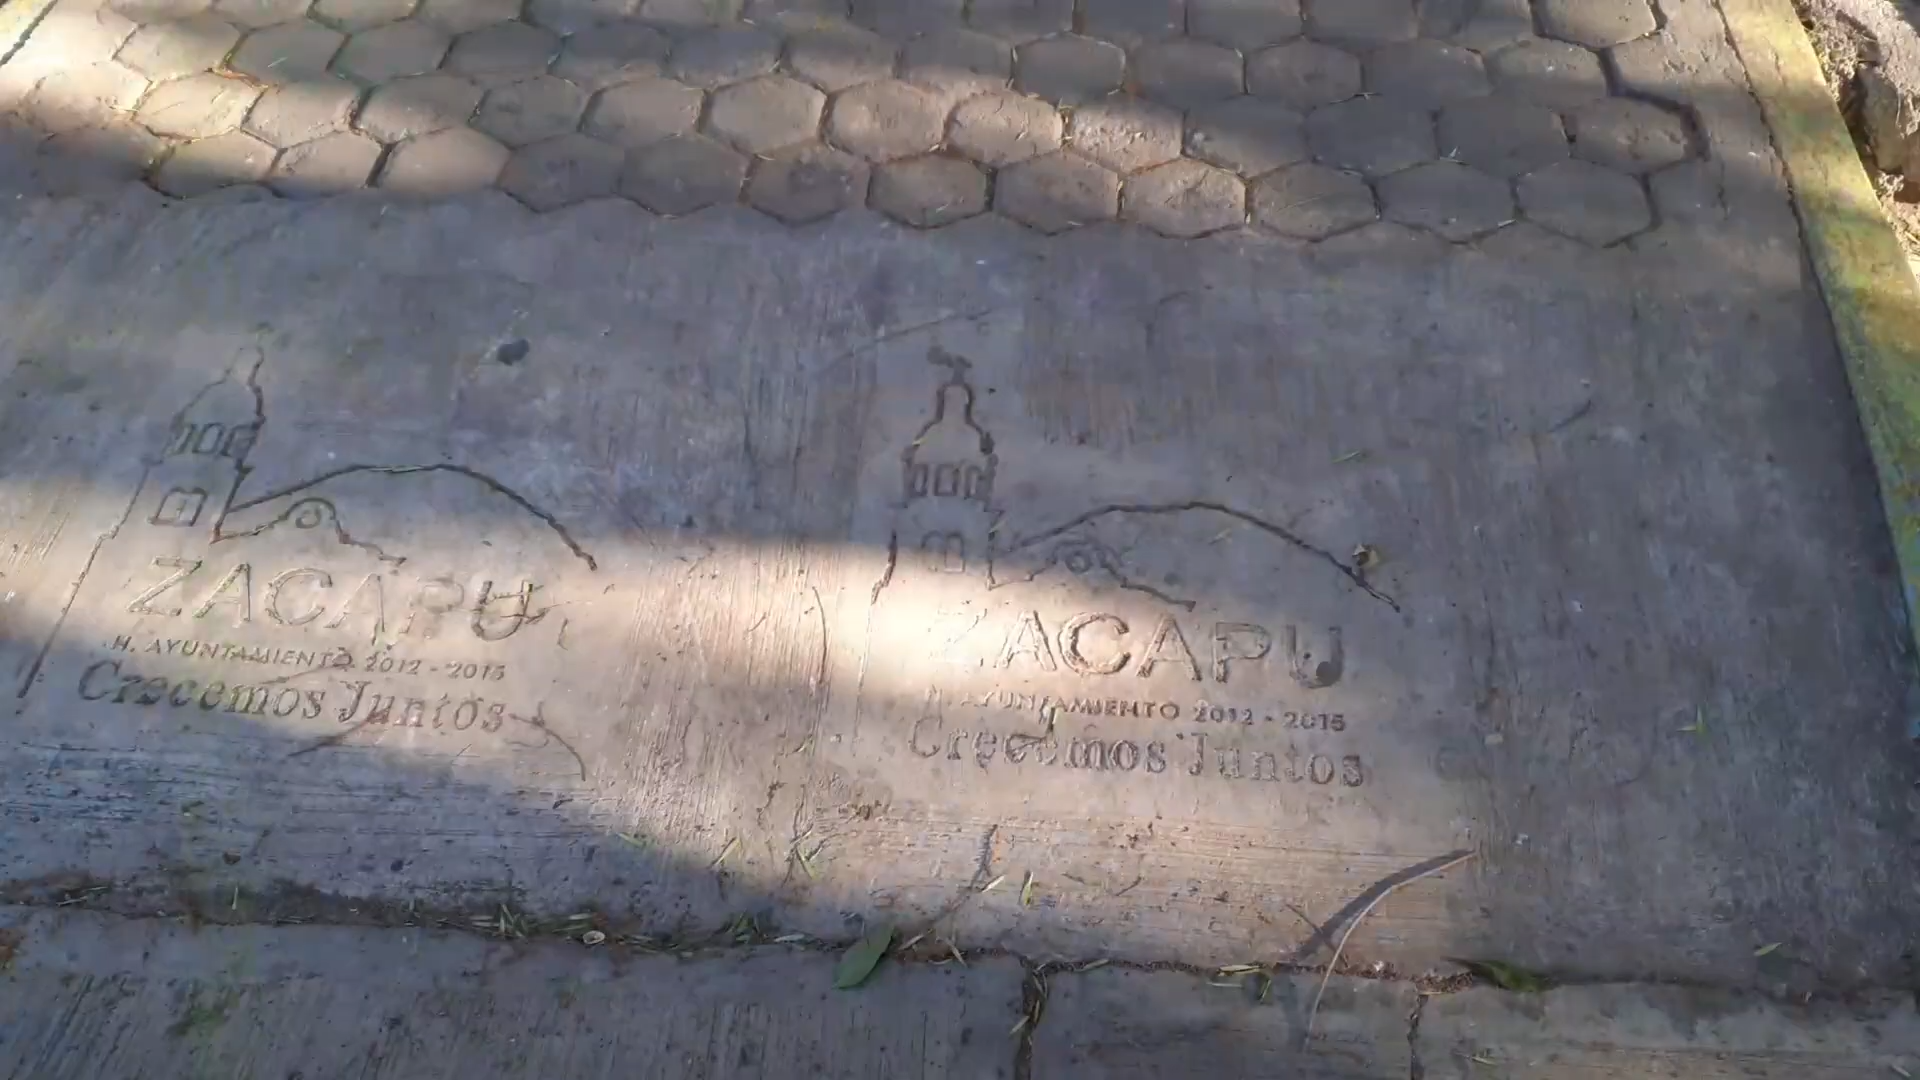 ZACAPU
H. AYUNTAMIENTO 2012 - 2015
Crecemos Juntos
ZACAPU
H. AYUNTAMIENTO 2012 - 2015
Crecemos Juntos